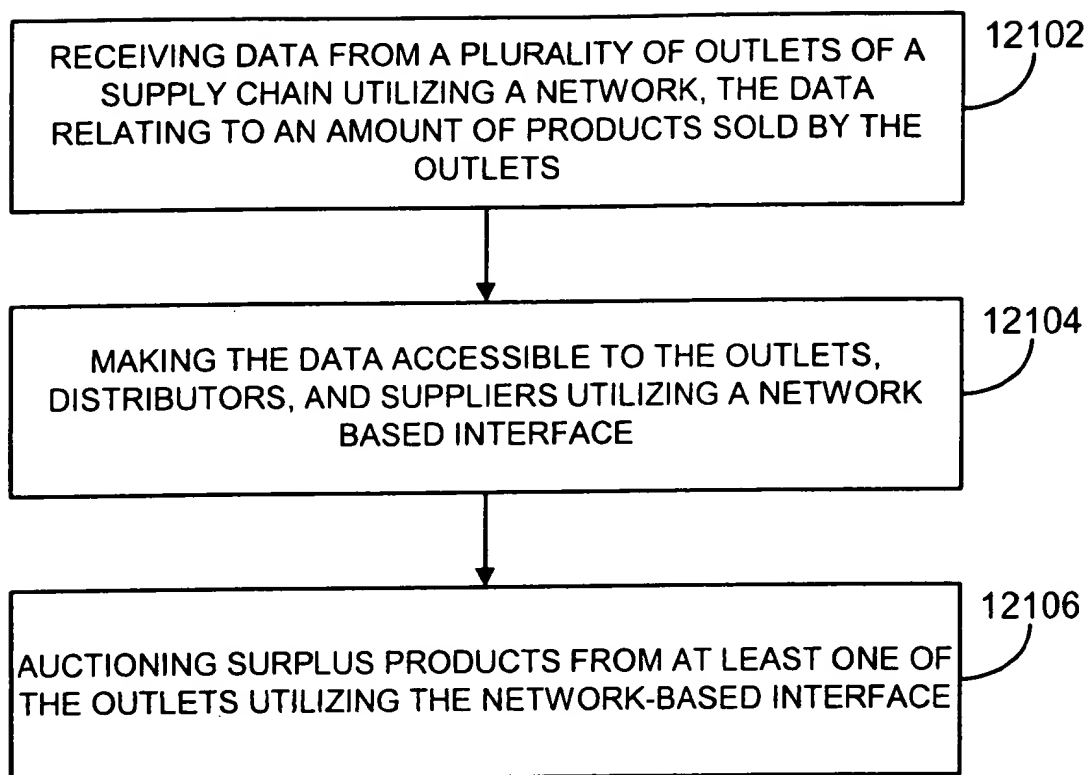 RECEIVING DATA FROM A PLURALITY OF OUTLETS OF A
SUPPLY CHAIN UTILIZING A NETWORK, THE DATA
RELATING TO AN AMOUNT OF PRODUCTS SOLD BY THE
OUTLETS
12102
MAKING THE DATA ACCESSIBLE TO THE OUTLETS,
DISTRIBUTORS, AND SUPPLIERS UTILIZING A NETWORK
BASED INTERFACE
12104
AUCTIONING SURPLUS PRODUCTS FROM AT LEAST ONE OF
THE OUTLETS UTILIZING THE NETWORK-BASED INTERFACE
12106